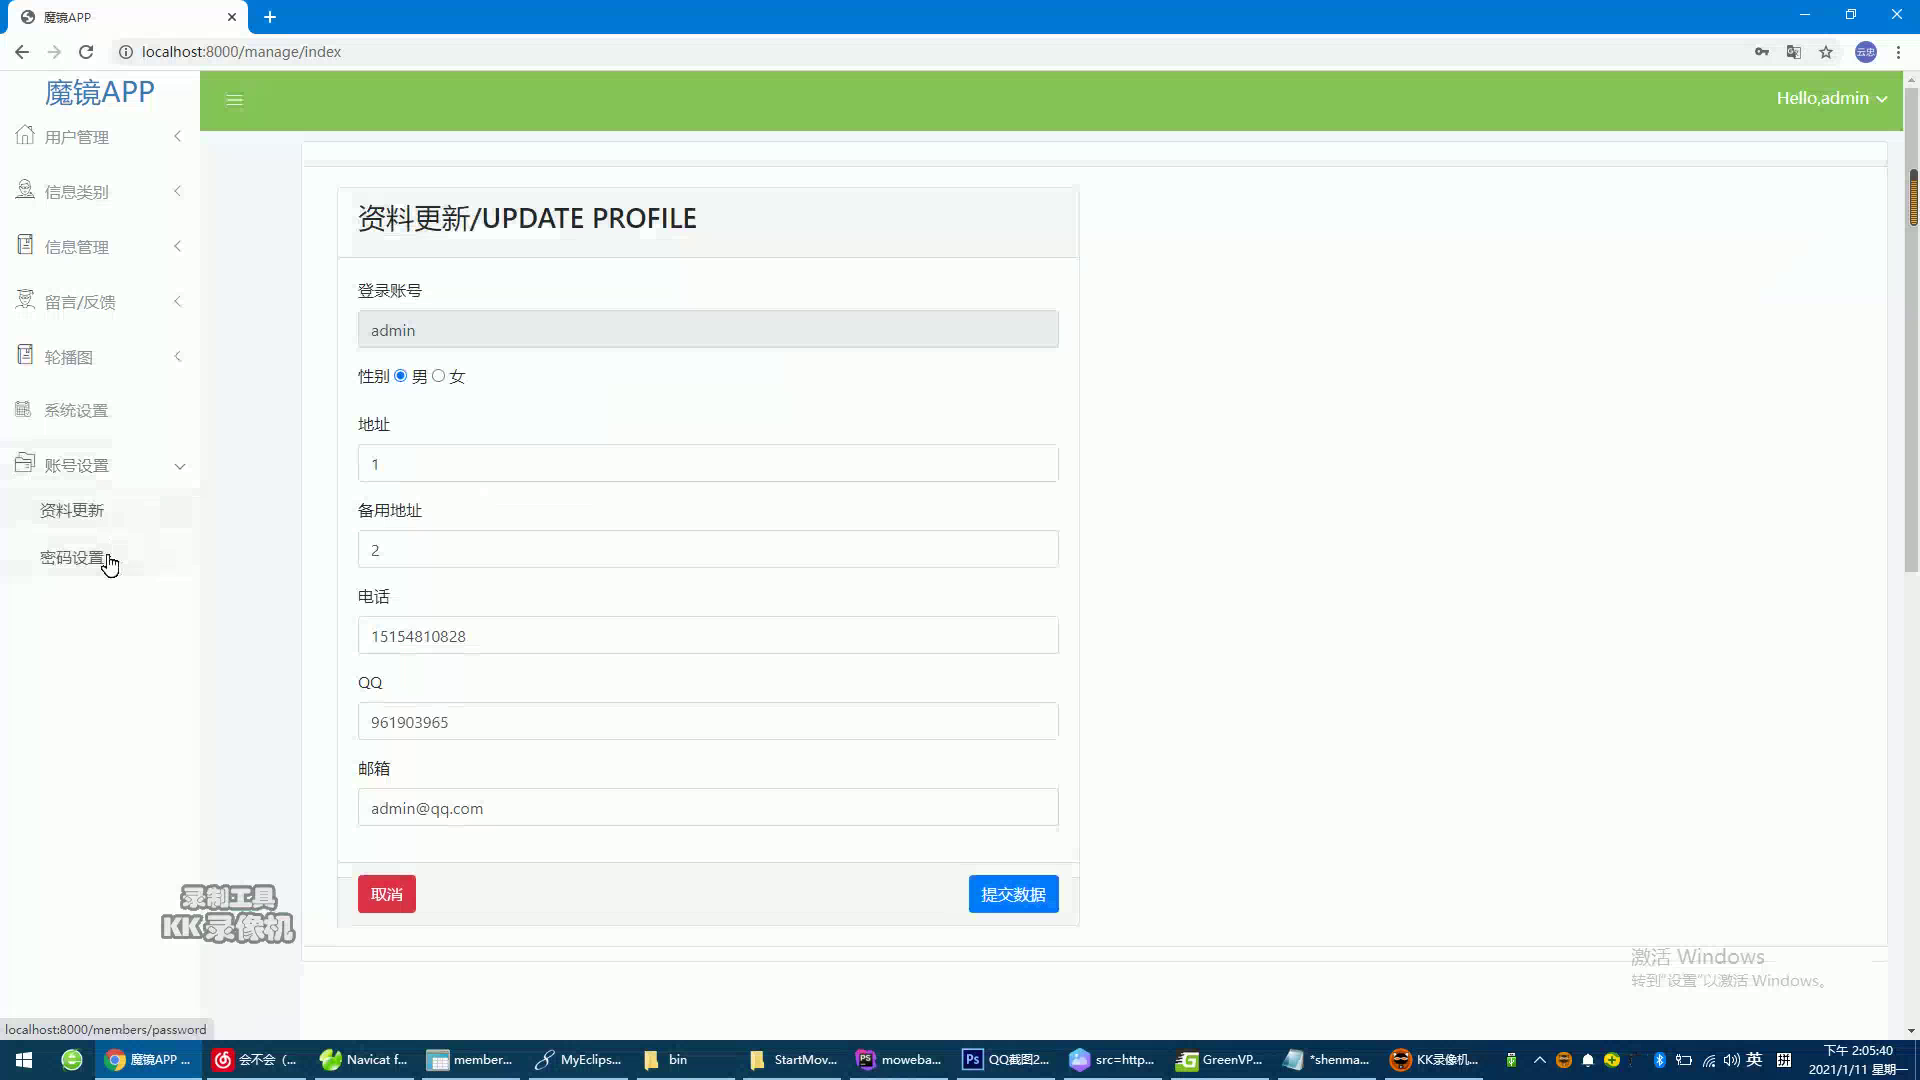 魔镜APP
localhost:8000/manage/index
云忠
魔镜APP
Hello,admin
用户管理
信息类别
信息管理
留言/反馈
轮播图
系统设置
账号设置
资料更新
密码设置
资料更新/UPDATE PROFILE
登录账号
admin
性别 男 女
地址
1
备用地址
2
电话
15154810828
QQ
961903965
邮箱
admin@qq.com
取消
提交数据
录制工具
KK录像机
激活 Windows
转到"设置"以激活 Windows。
localhost:8000/members/password
魔镜APP ...
会不会（...
Navicat f...
member...
MyEclips...
bin
StartMov...
moweba...
QQ截图2...
src=http...
GreenVP...
*shenma...
KK录像机...
英
拼
下午 2:05:40
2021/1/11 星期一